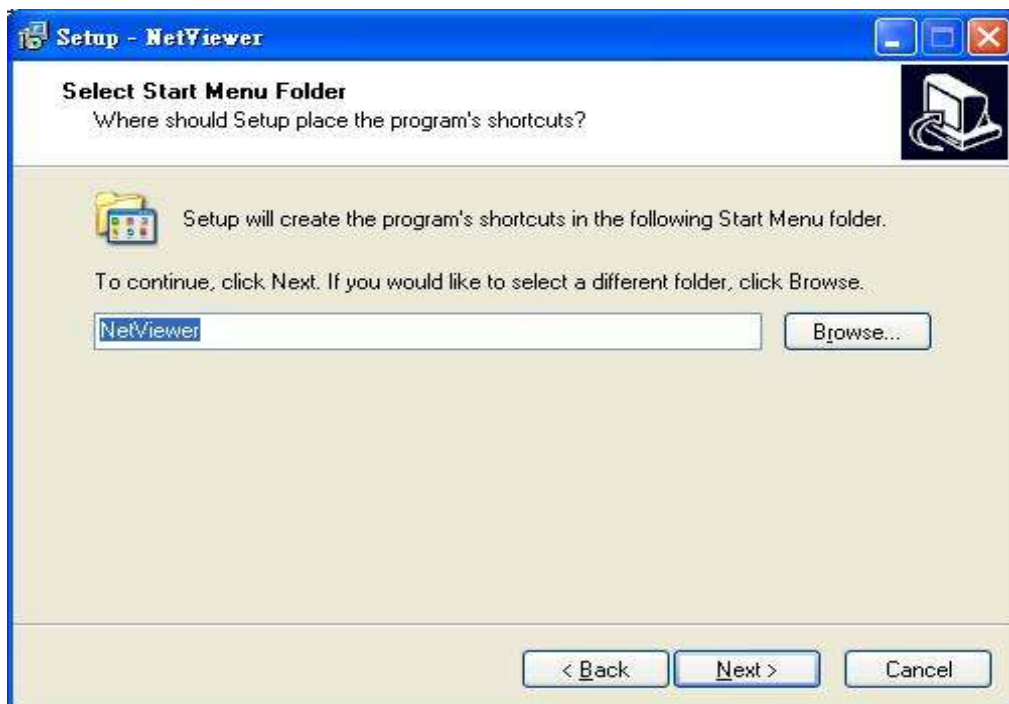 Setup - NetViewer
Select Start Menu Folder
Where should Setup place the program's shortcuts?
Setup will create the program's shortcuts in the following Start Menu folder.
To continue, click Next. If you would like to select a different folder, click Browse.
NetViewer
Browse...
< Back
Next >
Cancel